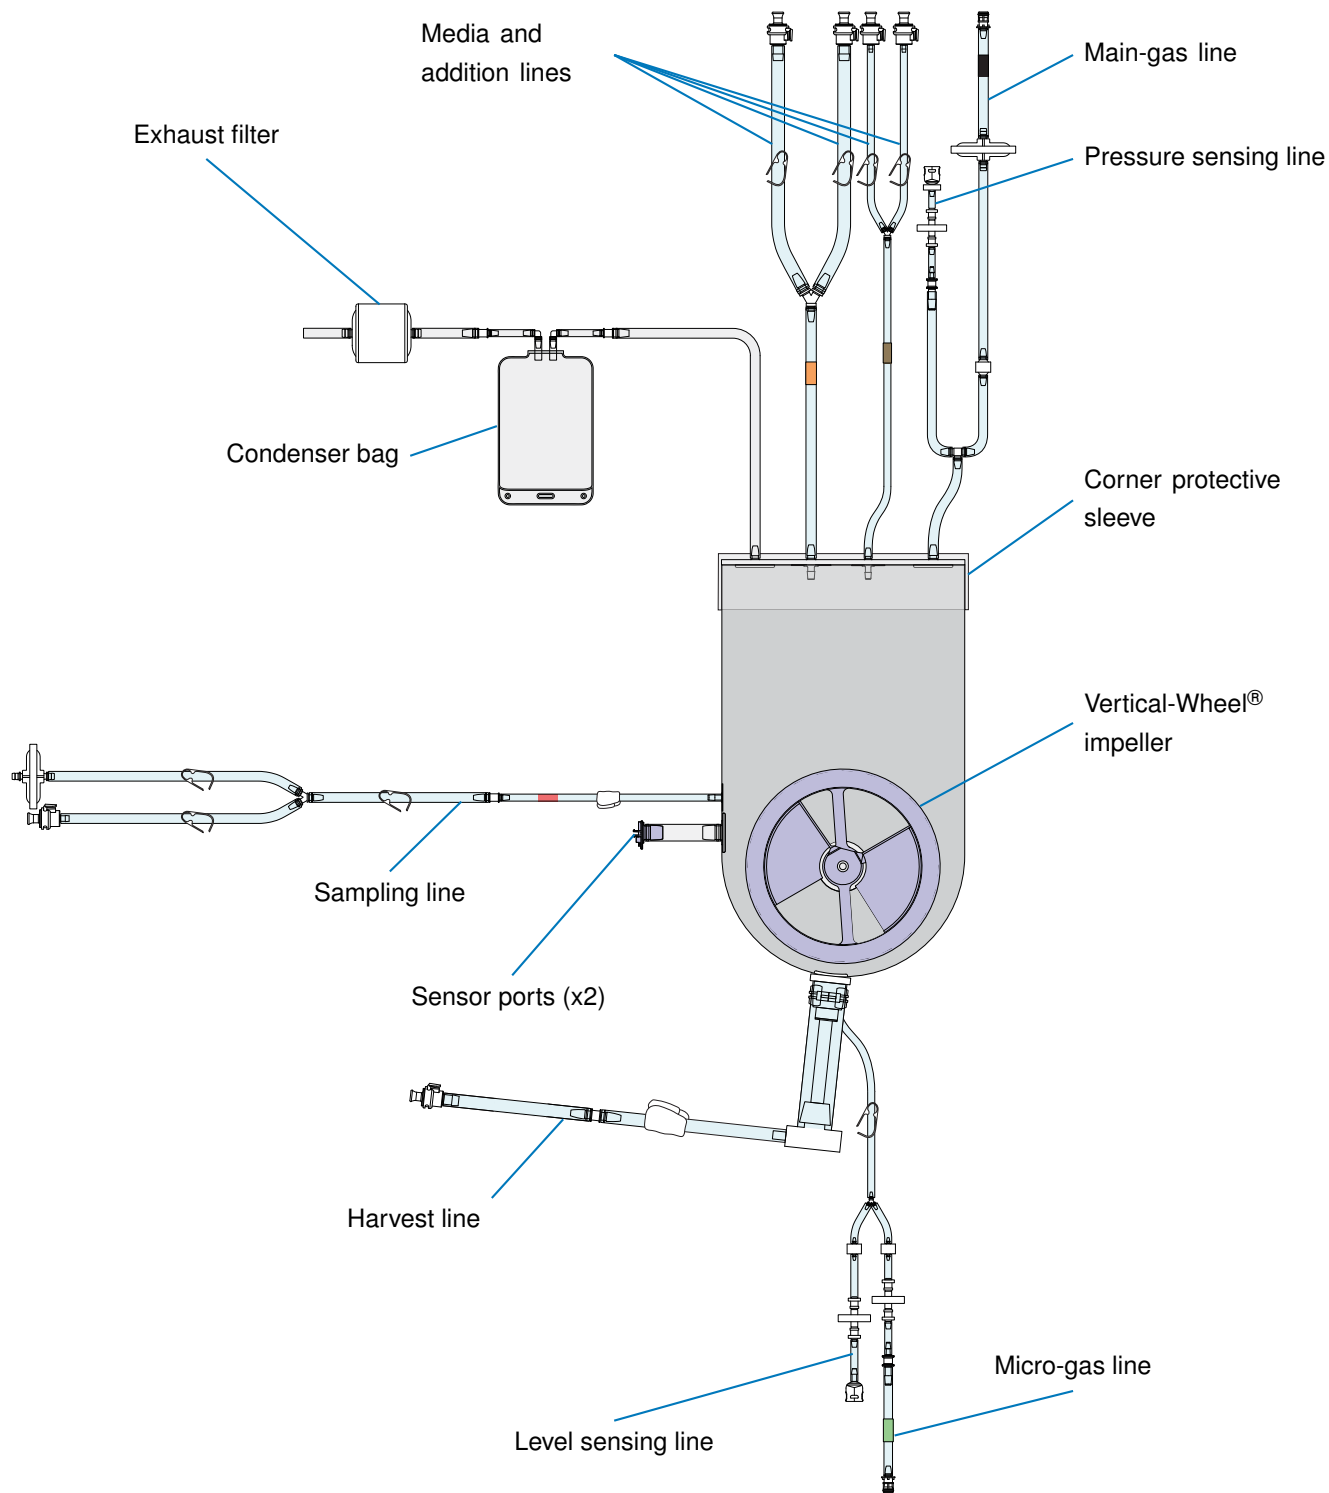 Media and
addition lines
Main-gas line
Exhaust filter
Pressure sensing line
Condenser bag
Corner protective
sleeve
Vertical-Wheel®
impeller
Sampling line
Sensor ports (x2)
Harvest line
Micro-gas line
Level sensing line